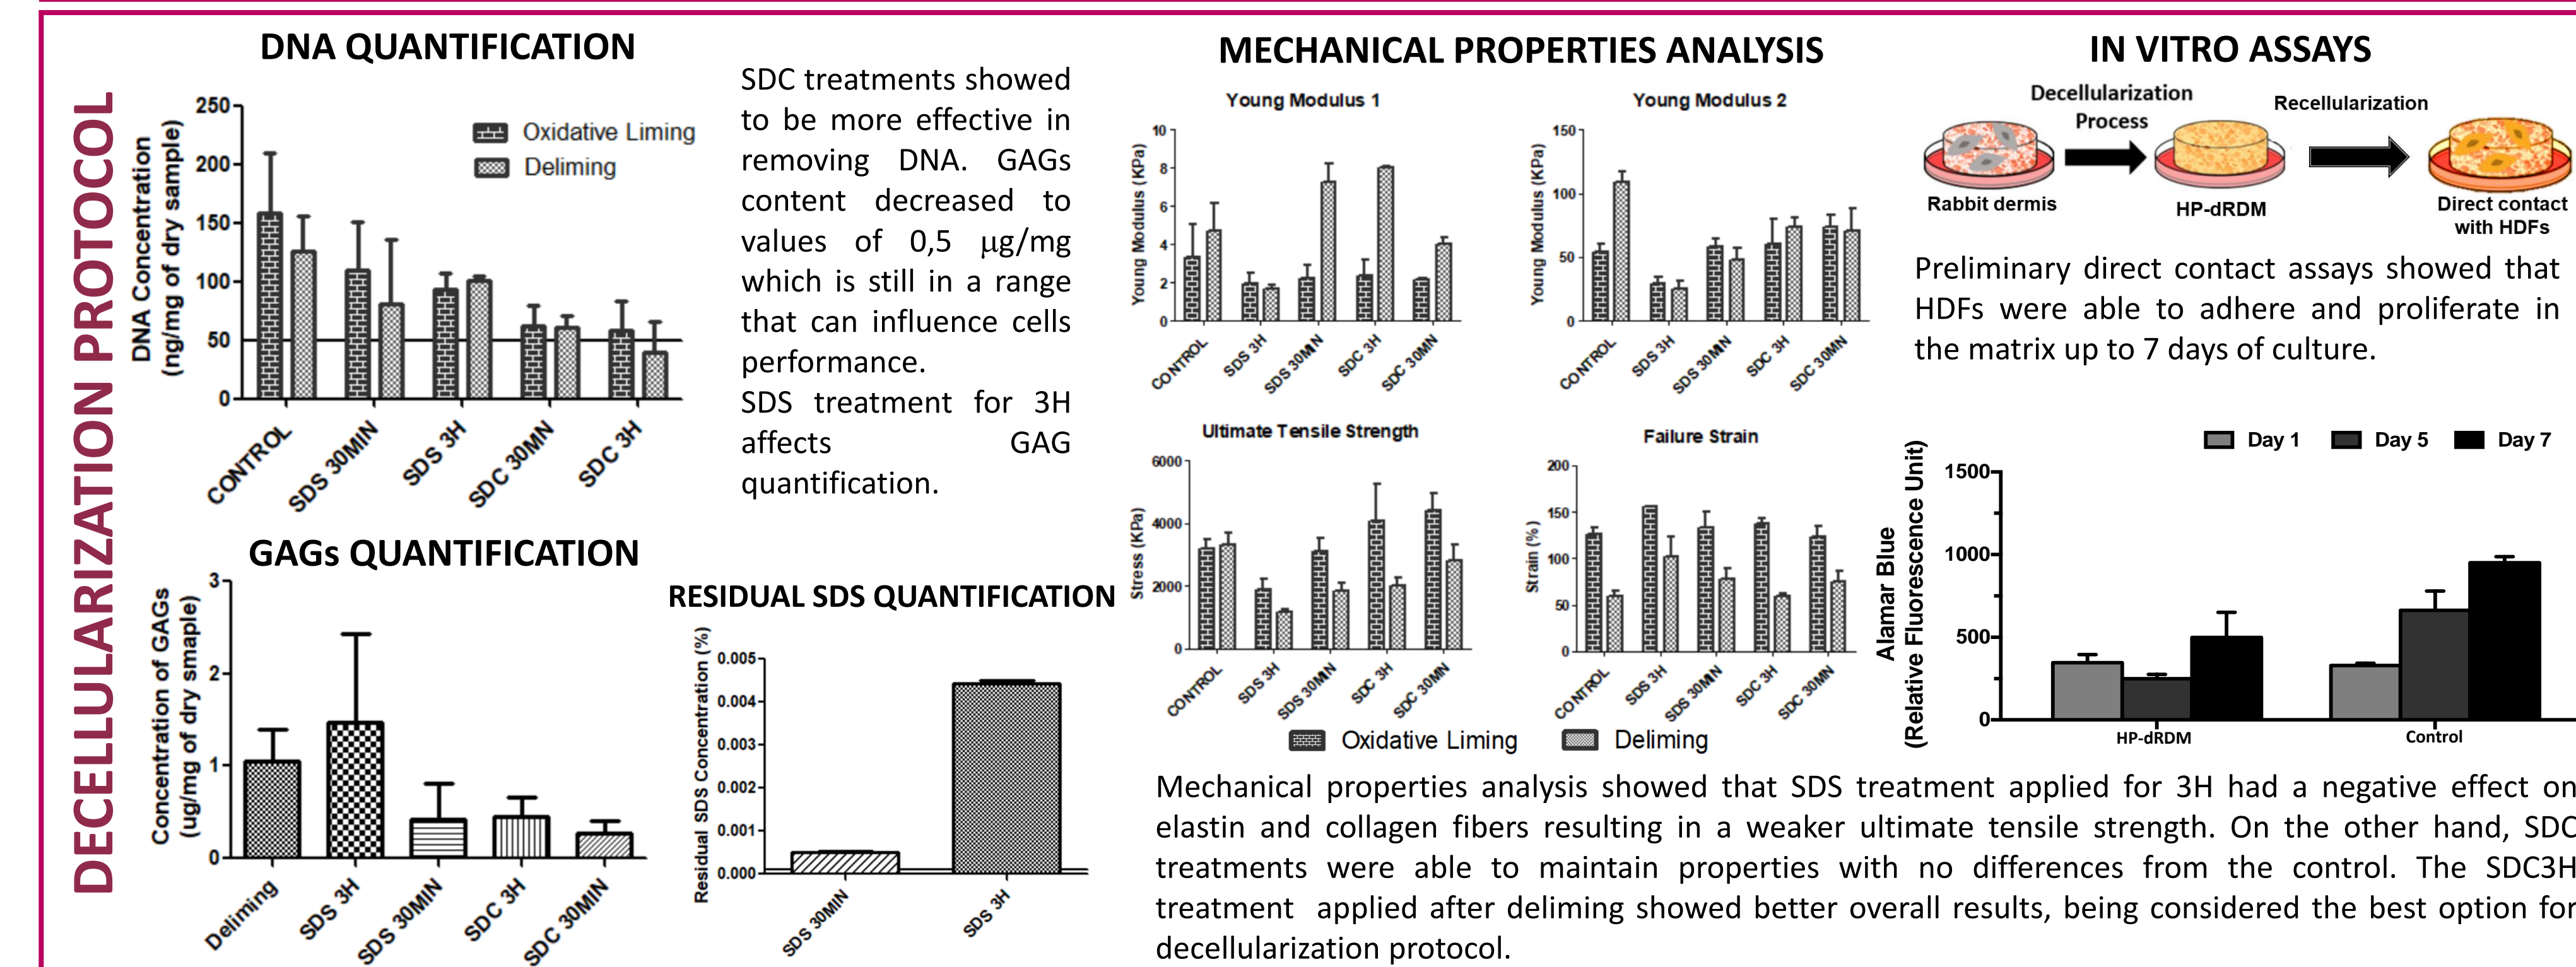 DECELLULARIZATION PROTOCOL
DNA QUANTIFICATION
DNA Concentration
(ng/mg of dry sample)
250
200
150
100
50
0
Oxidative Liming
Deliming
CONTROL
SDS 30MIN
SDS 3H
SDC 30MN
SDC 3H
SDC treatments showed
to be more effective in
removing DNA. GAGs
content decreased to
values of 0,5 µg/mg
which is still in a range
that can influence cells
performance.
SDS treatment for 3H
affects GAG
quantification.
GAGs QUANTIFICATION
Concentration of GAGs
(ug/mg of dry smaple)
3
2
1
0
Deliming
SDS 3H
SDS 30MIN
SDC 3H
SDC 30MIN
RESIDUAL SDS QUANTIFICATION
Residual SDS Concentration (%)
0.005
0.004
0.003
0.002
0.001
0.000
SDS 30MIN
SDS 3H
MECHANICAL PROPERTIES ANALYSIS
Young Modulus 1
Young Modulus (KPa)
10
8
6
4
2
0
CONTROL
SDS 3H
SDS 30MIN
SDC 3H
SDC 30MN
Young Modulus 2
Young Modulus (KPa)
150
100
50
0
CONTROL
SDS 3H
SDS 30MIN
SDC 3H
SDC 30MN
Ultimate Tensile Strength
Stress (KPa)
6000
4000
2000
0
CONTROL
SDS 3H
SDS 30MIN
SDC 3H
SDC 30MN
Failure Strain
Strain (%)
200
150
100
50
0
CONTROL
SDS 3H
SDS 30MIN
SDC 3H
SDC 30MN
Oxidative Liming
Deliming
IN VITRO ASSAYS
Decellularization
Process
Recellularization
Rabbit dermis
HP-dRDM
Direct contact
with HDFs
Preliminary direct contact assays showed that
HDFs were able to adhere and proliferate in
the matrix up to 7 days of culture.
Day 1
Day 5
Day 7
Alamar Blue
(Relative Fluorescence Unit)
1500
1000
500
0
HP-dRDM
Control
Mechanical properties analysis showed that SDS treatment applied for 3H had a negative effect on
elastin and collagen fibers resulting in a weaker ultimate tensile strength. On the other hand, SDC
treatments were able to maintain properties with no differences from the control. The SDC3H
treatment applied after deliming showed better overall results, being considered the best option for
decellularization protocol.